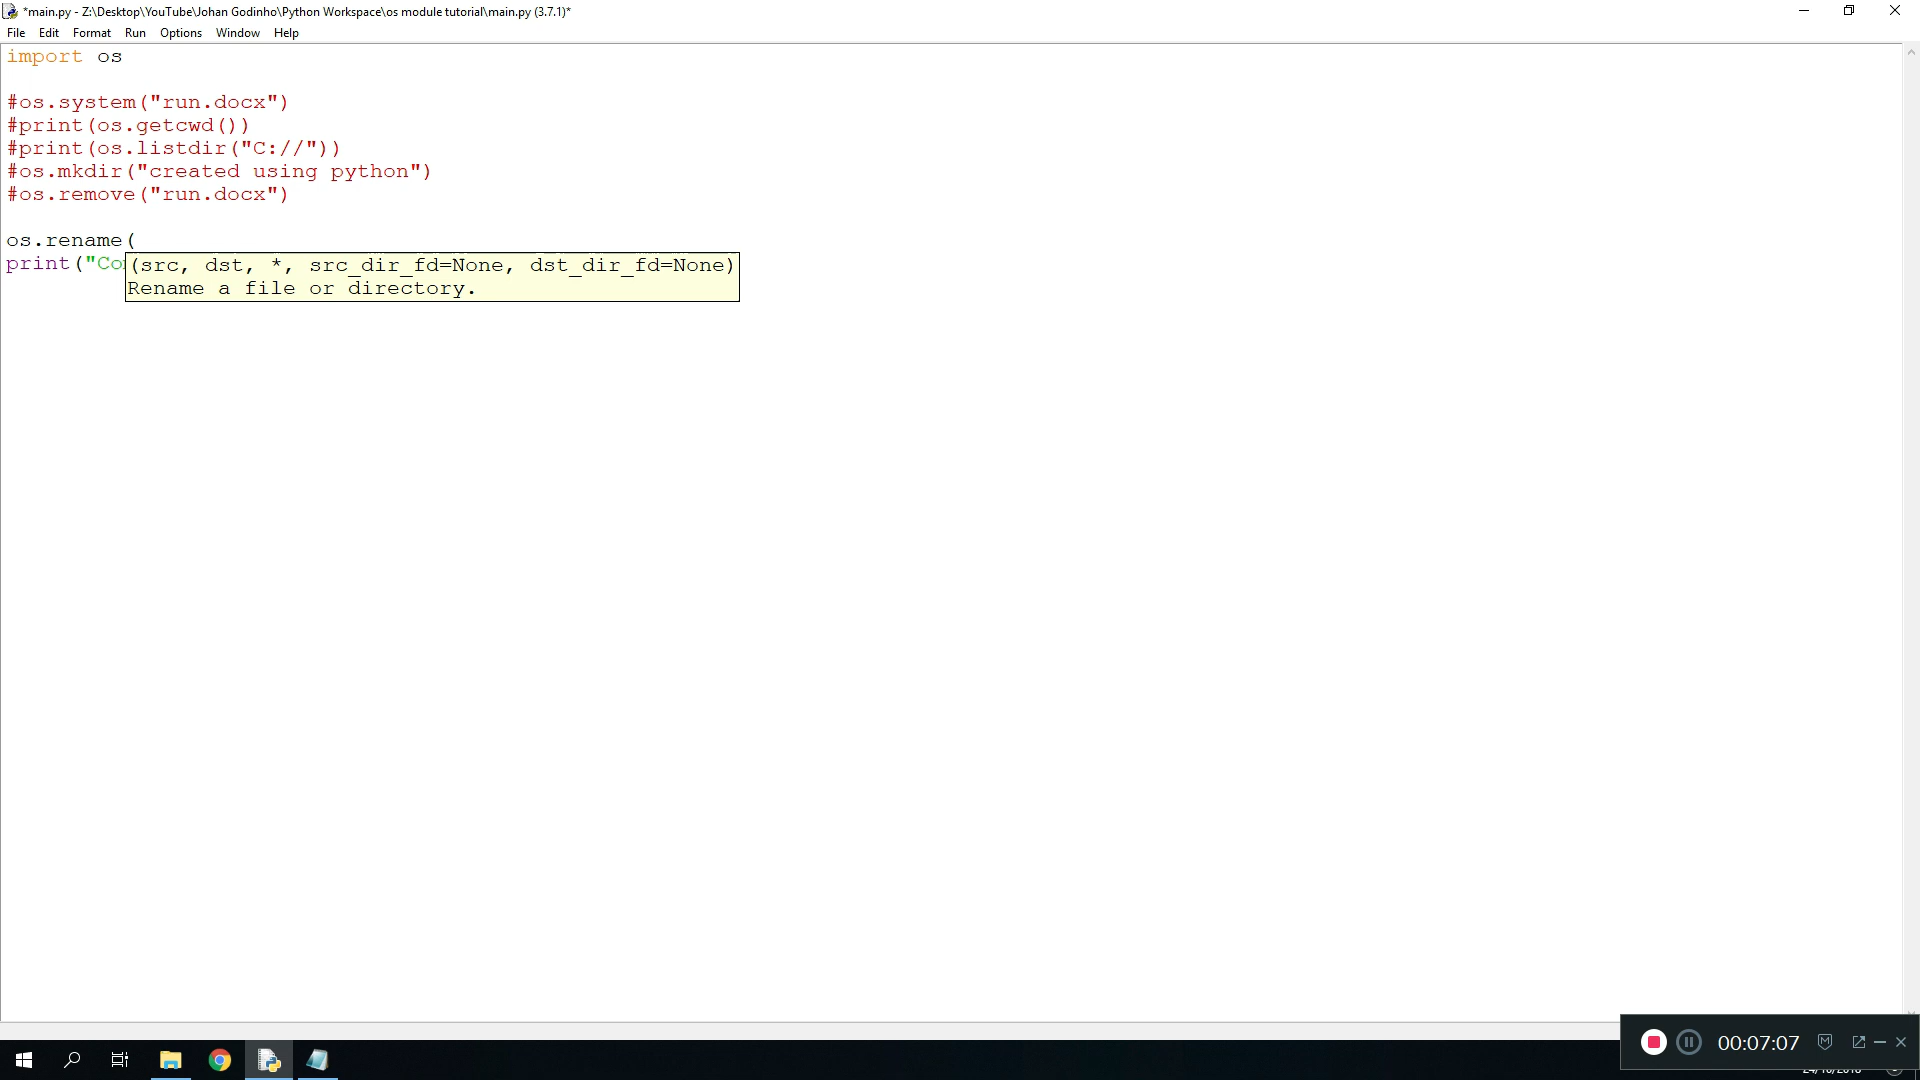 *main.py - Z:\Desktop\YouTube\Johan Godinho\Python Workspace\os module tutorial\main.py (3.7.1)*
File Edit Format Run Options Window Help
import os
#os.system("run.docx")
#print(os.getcwd())
#print(os.listdir("C://"))
#os.mkdir("created using python")
#os.remove("run.docx")
os.rename(
print("Co
(src, dst, *, src_dir_fd=None, dst_dir_fd=None)
Rename a file or directory.
00:07:07